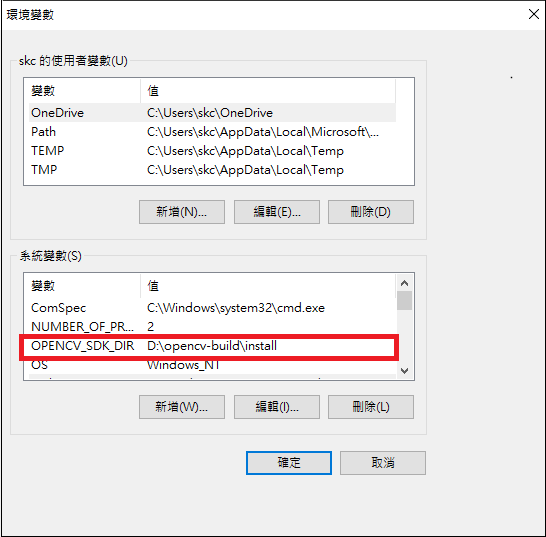 環境變數
skc 的使用者變數(U)
變數 值
OneDrive C:\Users\skc\OneDrive
Path C:\Users\skc\AppData\Local\Microsoft\...
TEMP C:\Users\skc\AppData\Local\Temp
TMP C:\Users\skc\AppData\Local\Temp
新增(N)... 編輯(E)... 刪除(D)
系統變數(S)
變數 值
ComSpec C:\Windows\system32\cmd.exe
NUMBER_OF_PR... 2
OPENCV_SDK_DIR D:\opencv-build\install
OS Windows_NT
新增(W)... 編輯(I)... 刪除(L)
確定 取消